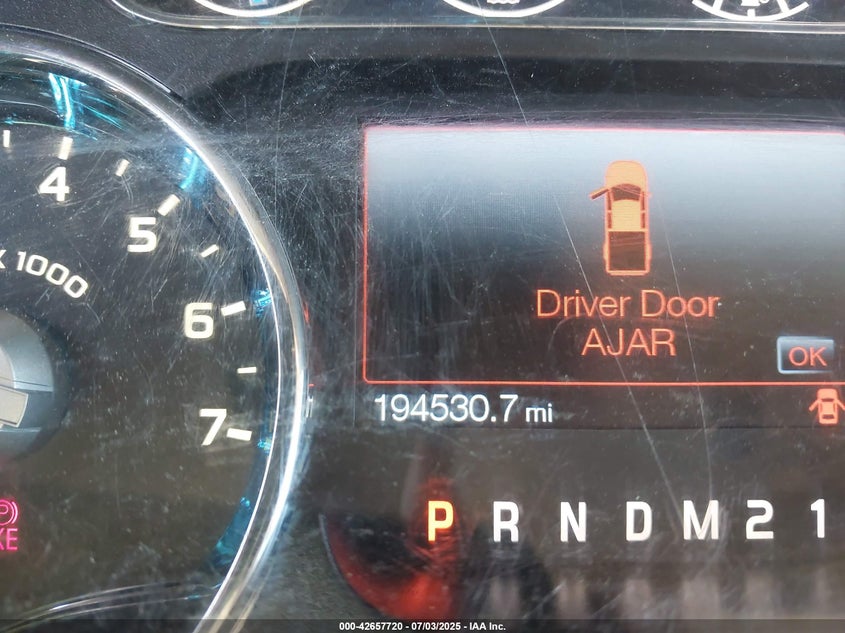 4
5
x 1000
6
7
Driver Door
AJAR
OK
194530.7 mi
P R N D M 2 1
000-42657720 - 07/03/2025 - IAA Inc.